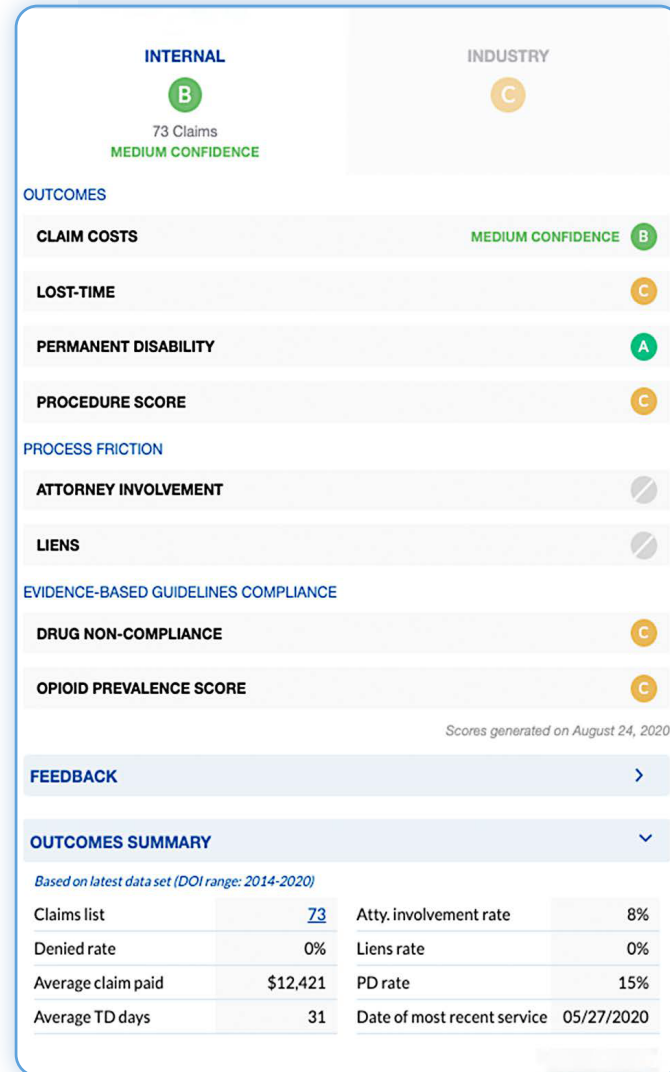 INTERNAL
B
73 Claims
MEDIUM CONFIDENCE
INDUSTRY
C
OUTCOMES
CLAIM COSTS MEDIUM CONFIDENCE B
LOST-TIME C
PERMANENT DISABILITY A
PROCEDURE SCORE C
PROCESS FRICTION
ATTORNEY INVOLVEMENT
LIENS
EVIDENCE-BASED GUIDELINES COMPLIANCE
DRUG NON-COMPLIANCE C
OPIOID PREVALENCE SCORE C
Scores generated on August 24, 2020
FEEDBACK
OUTCOMES SUMMARY
Based on latest data set (DOI range: 2014-2020)
Claims list 73 Atty. involvement rate 8%
Denied rate 0% Liens rate 0%
Average claim paid $12,421 PD rate 15%
Average TD days 31 Date of most recent service 05/27/2020